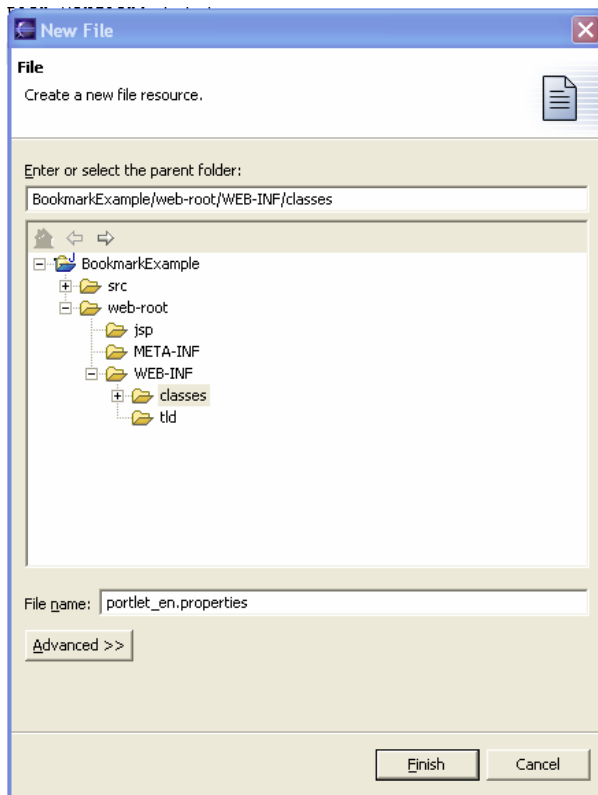 New File
File
Create a new file resource.
Enter or select the parent folder:
BookmarkExample/web-root/WEB-INF/classes
BookmarkExample
src
web-root
jsp
META-INF
WEB-INF
classes
tld
File name: portlet_en.properties
Advanced >>
Finish Cancel